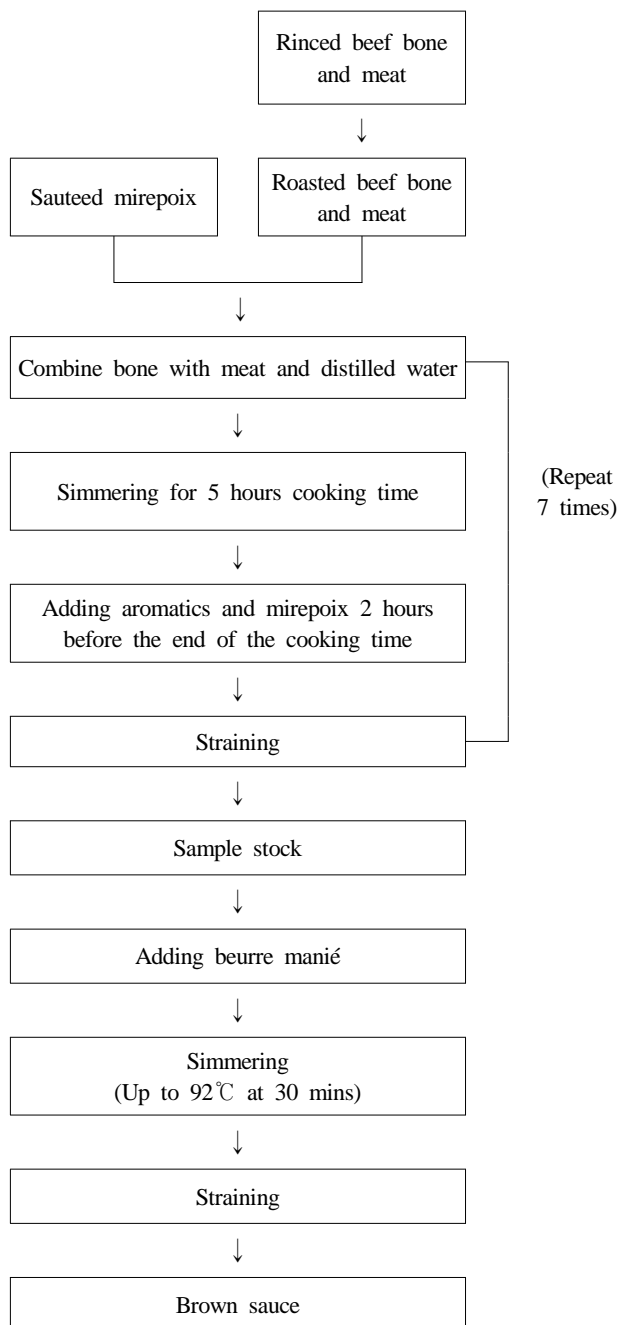 Rinced beef bone
and meat
↓
Sauteed mirepoix
Roasted beef bone
and meat
↓
Combine bone with meat and distilled water
↓
Simmering for 5 hours cooking time
(Repeat
7 times)
↓
Adding aromatics and mirepoix 2 hours
before the end of the cooking time
↓
Straining
↓
Sample stock
↓
Adding beurre manié
↓
Simmering
(Up to 92℃ at 30 mins)
↓
Straining
↓
Brown sauce